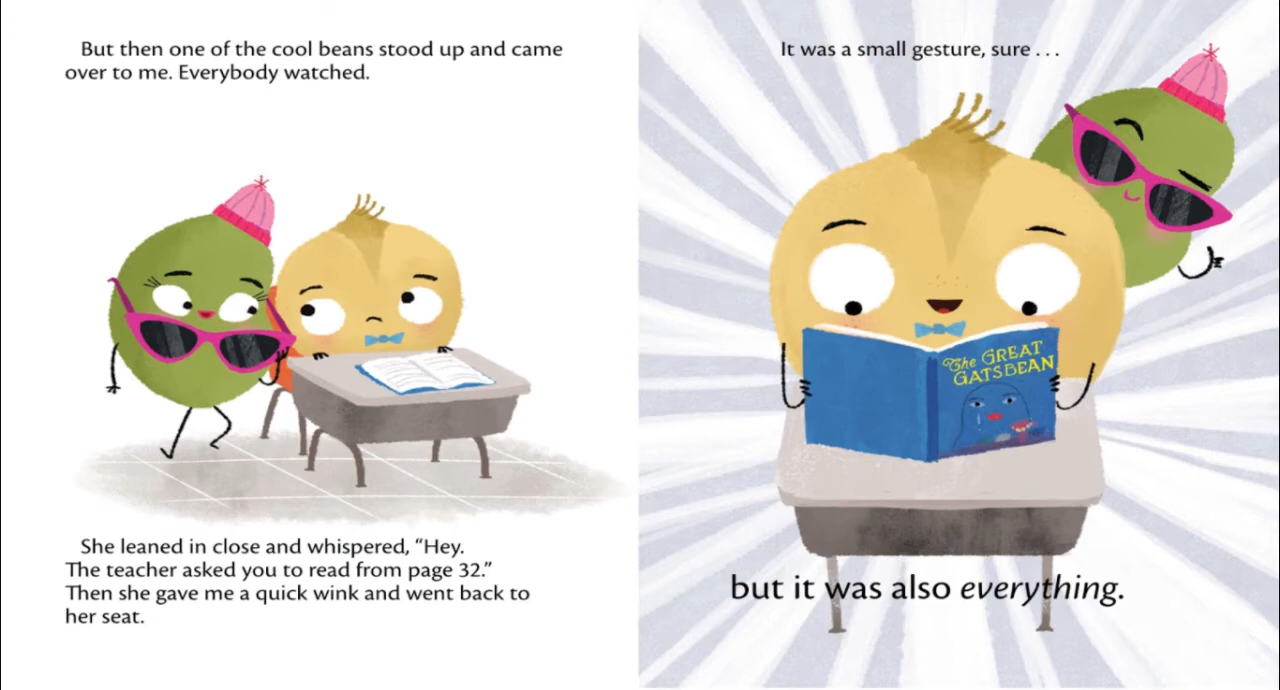 But then one of the cool beans stood up and came
over to me. Everybody watched.
She leaned in close and whispered, “Hey.
The teacher asked you to read from page 32.”
Then she gave me a quick wink and went back to
her seat.
It was a small gesture, sure . . .
The GREAT
GATSBEAN
but it was also everything.